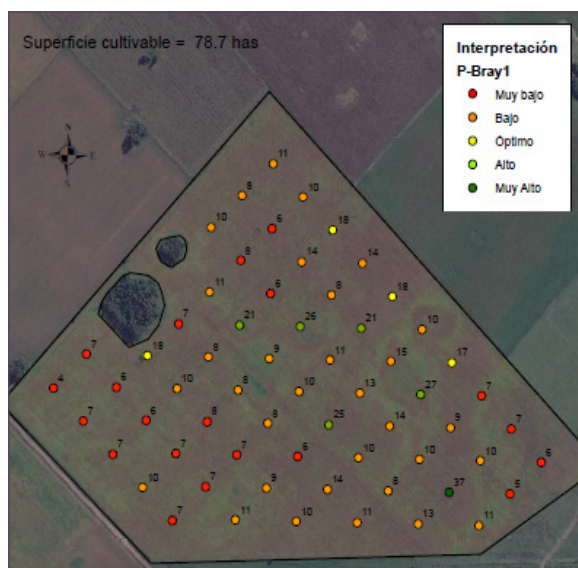 Superficie cultivable = 78.7 has
Interpretación
P-Bray1
Muy bajo
Bajo
Óptimo
Alto
Muy Alto
N
W E
S
11
8 10
10 6 18
9 14 14
11 6 8 18
7 21 26 21 10
7 18 8 9 11 15 17
4 6 10 8 10 13 27 7
7 6 8 8 25 14 9 7
7 7 7 6 10 10 10 6
10 7 9 14 8 37 5
7 11 10 11 13 11